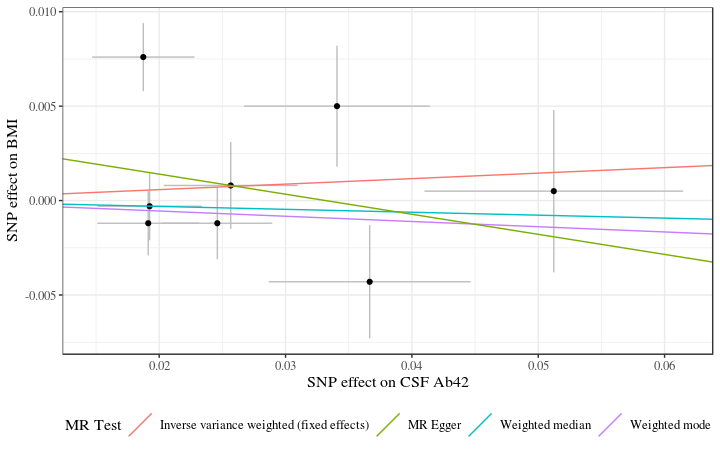 0.010
0.005
0.000
-0.005
SNP effect on BMI
0.02 0.03 0.04 0.05 0.06
SNP effect on CSF Ab42
MR Test Inverse variance weighted (fixed effects) MR Egger Weighted median Weighted mode